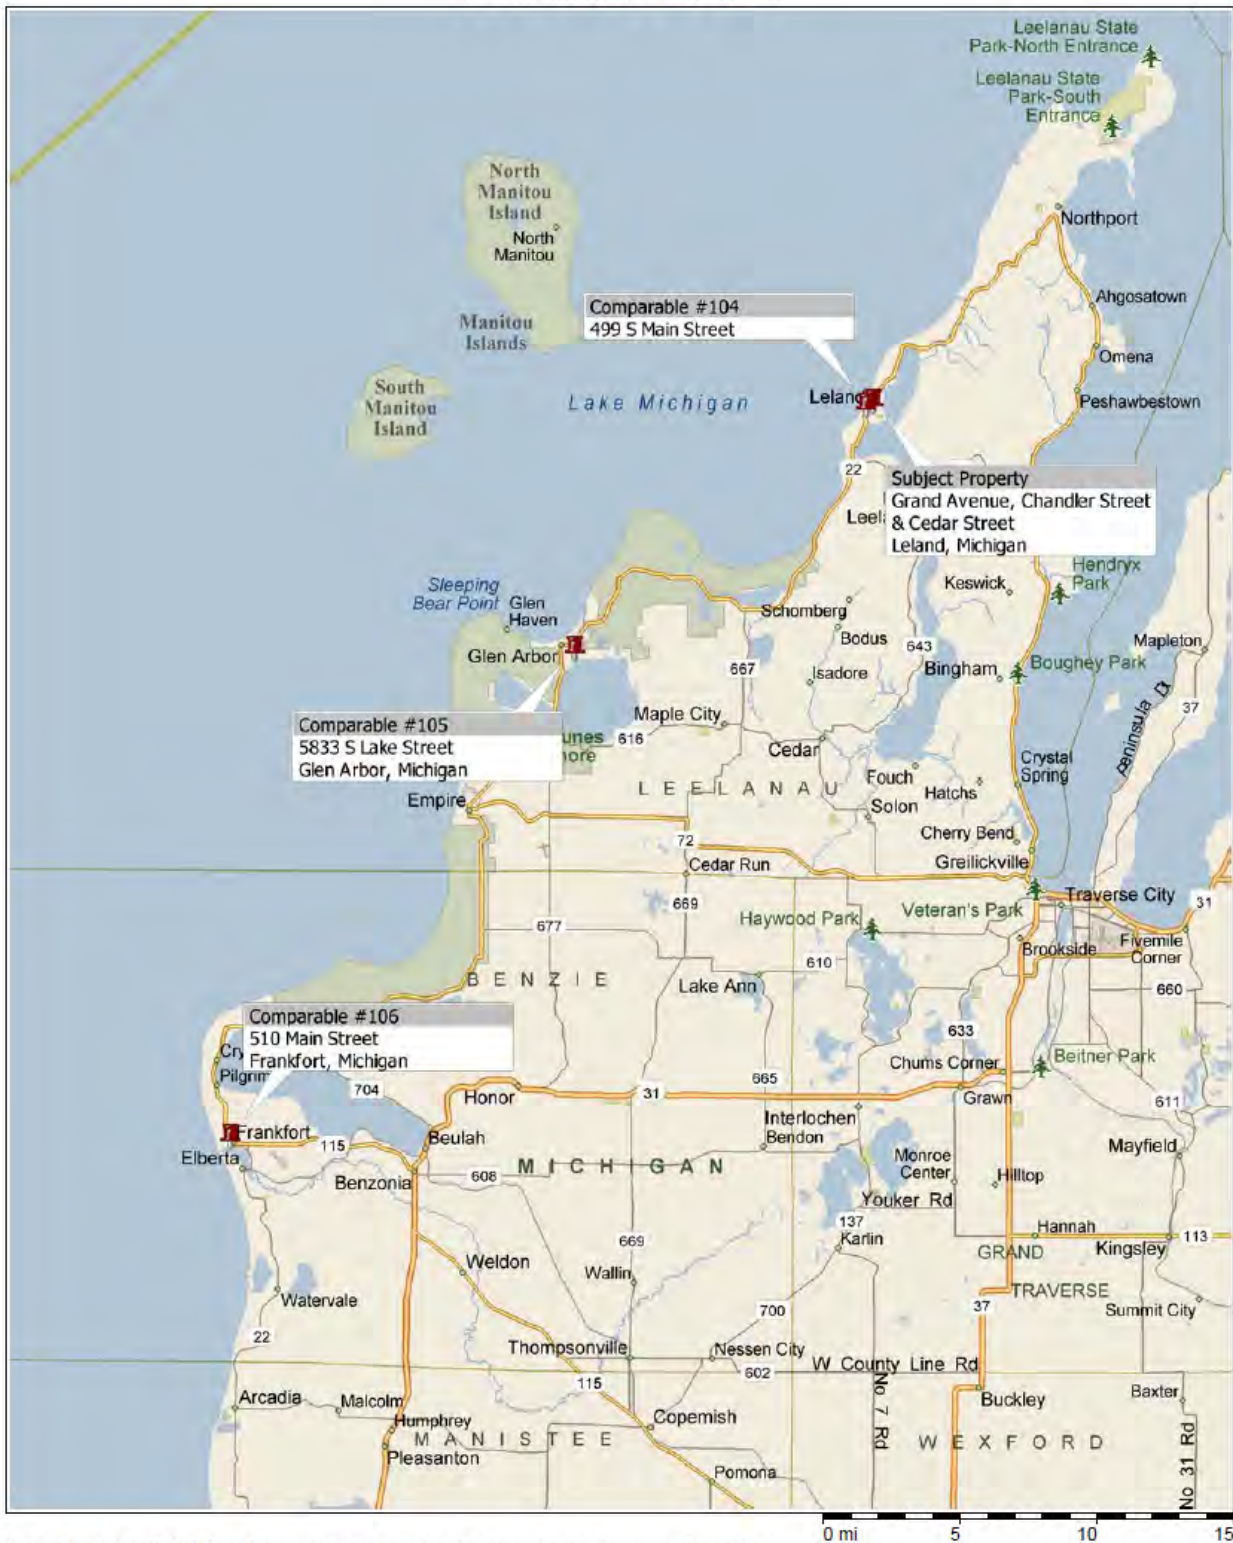 Leelanau State
Park-North Entrance
Leelanau State
Park-South
Entrance
North
Manitou
Island
North
Manitou
Northport
Comparable #104
499 S Main Street
Ahgosatown
Manitou
Islands
Omena
South
Manitou
Island
Lake Michigan
Peshawbestown
22
Subject Property
Grand Avenue, Chandler Street
& Cedar Street
Leland, Michigan
Hendryx
Park
Keswick
Sleeping
Bear Point
Glen
Haven
Schomberg
Bodus
643
Mapleton
Glen Arbor
667
Isadore
Bingham
Boughey Park
Peninsula Dr
37
Comparable #105
5833 S Lake Street
Glen Arbor, Michigan
Maple City
616
Cedar
Crystal
Spring
Fouch
Hatchs
LEELANAU
Empire
Solon
Cherry Bend
72
Greilickville
Cedar Run
Traverse City
31
669
Veteran's Park
Haywood Park
677
Brookside
Fivemile
Corner
610
BENZIE
Lake Ann
660
Comparable #106
510 Main Street
Frankfort, Michigan
633
Chums Corner
Beitner Park
704
665
Honor
31
Grawn
611
Interlochen
Frankfort
115
Beulah
Bendon
Mayfield
Elberta
Benzonia
608
MICHIGAN
Monroe
Center
Hilltop
Youker Rd
137
Hannah
Karlin
Kingsley
113
669
GRAND
Weldon
Wallin
TRAVERSE
Watervale
700
37
Summit City
22
Thompsonville
Nessen City
W County Line Rd
602
115
Buckley
Baxter
Arcadia
Malcolm
No 7 Rd
Humphrey
Copemish
MANISTEE
WEXFORD
No 31 Rd
Pleasanton
Pomona
0 mi 5 10 15